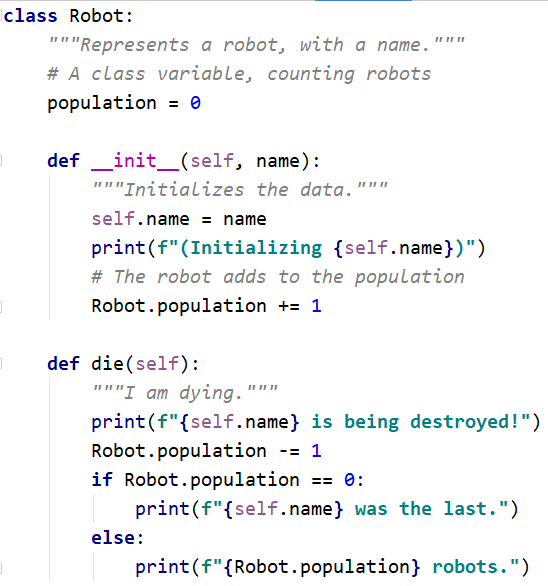 class Robot:
    """Represents a robot, with a name."""
    # A class variable, counting robots
    population = 0

    def __init__(self, name):
        """Initializes the data."""
        self.name = name
        print(f"(Initializing {self.name})")
        # The robot adds to the population
        Robot.population += 1

    def die(self):
        """I am dying."""
        print(f"{self.name} is being destroyed!")
        Robot.population -= 1
        if Robot.population == 0:
            print(f"{self.name} was the last.")
        else:
            print(f"{Robot.population} robots.")